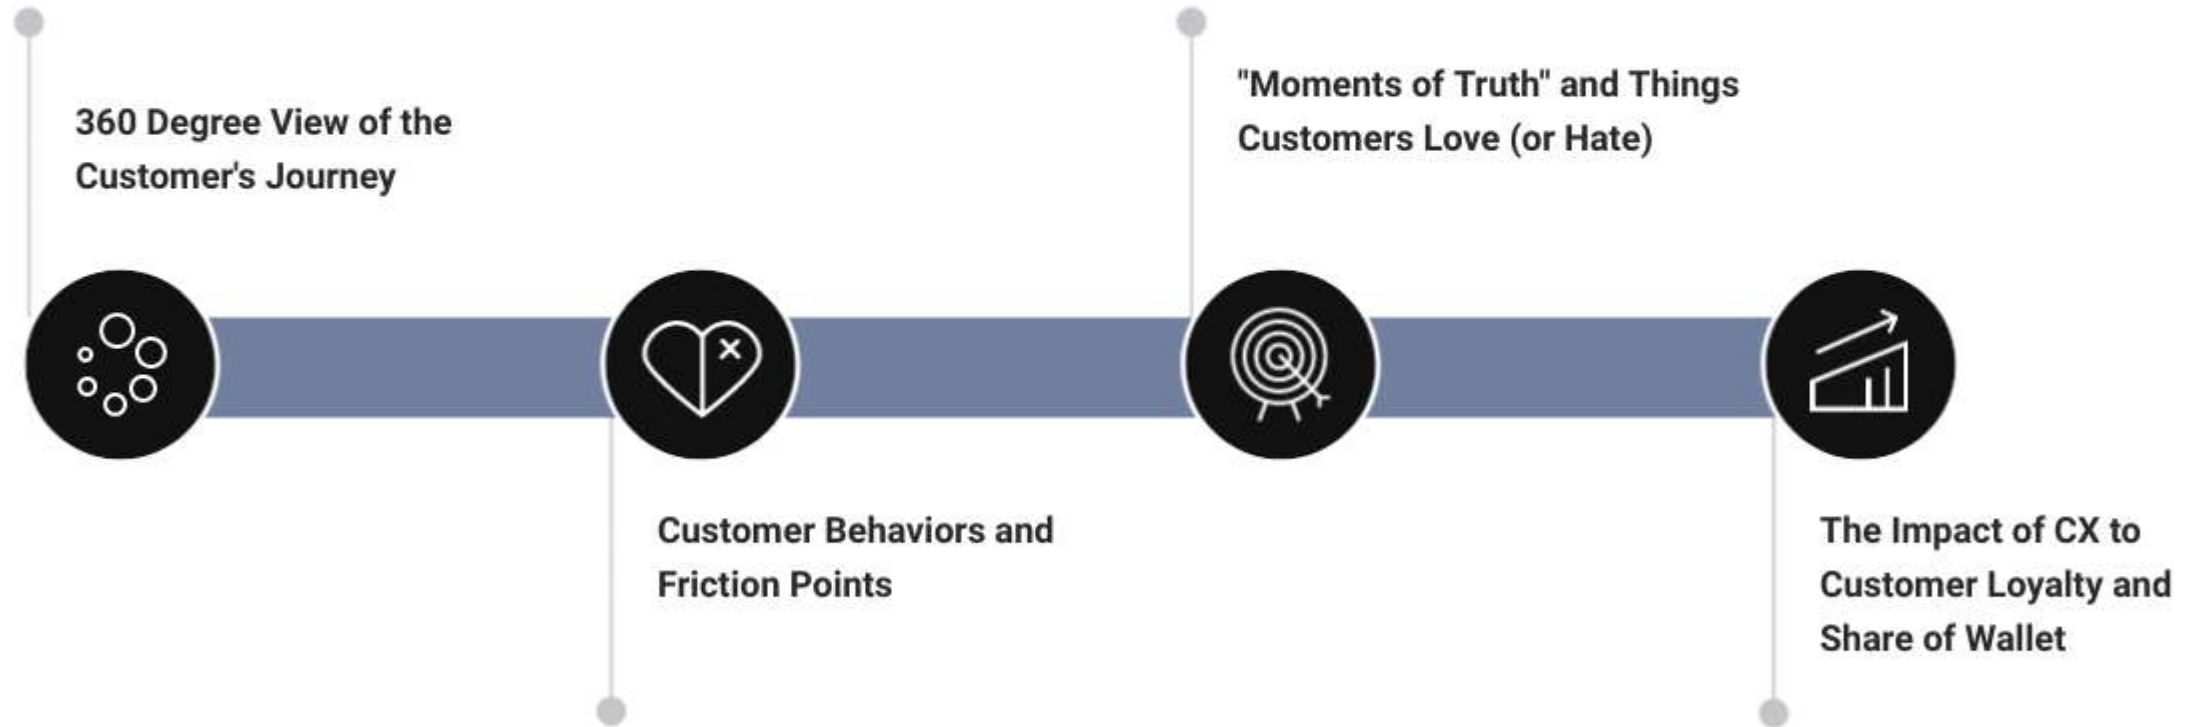 360 Degree View of the
Customer's Journey
Customer Behaviors and
Friction Points
"Moments of Truth" and Things
Customers Love (or Hate)
The Impact of CX to
Customer Loyalty and
Share of Wallet